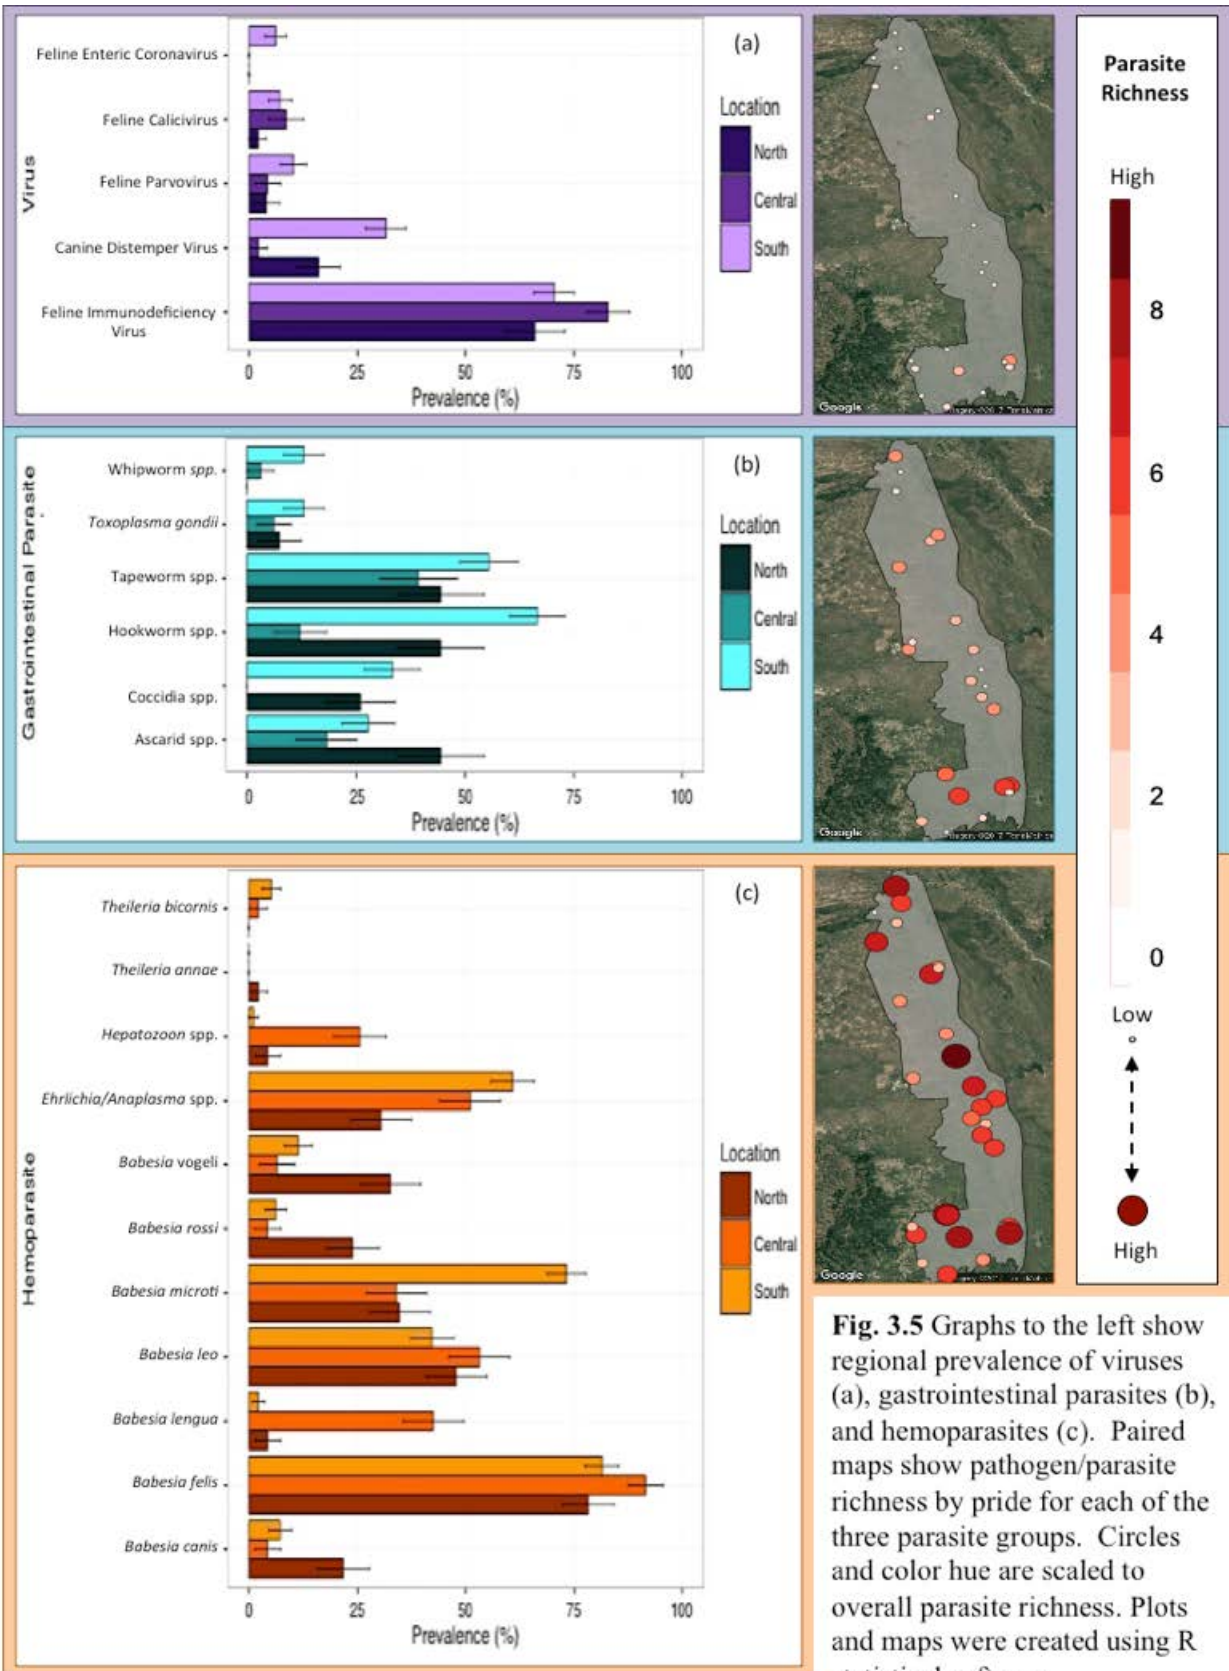 Virus
Feline Enteric Coronavirus
Feline Calicivirus
Feline Parvovirus
Canine Distemper Virus
Feline Immunodeficiency
Virus
0 25 50 75 100
Prevalence (%)
(a)
Location
North
Central
South
Google
Parasite
Richness
High
8
6
4
2
0
Low
High
Gastrointestinal Parasite
Whipworm spp.
Toxoplasma gondii
Tapeworm spp.
Hookworm spp.
Coccidia spp.
Ascarid spp.
0 25 50 75 100
Prevalence (%)
(b)
Location
North
Central
South
Google
Hemoparasite
Theileria bicornis
Theileria annae
Hepatozoon spp.
Ehrlichia/Anaplasma spp.
Babesia vogeli
Babesia rossi
Babesia microti
Babesia leo
Babesia lengua
Babesia felis
Babesia canis
0 25 50 75 100
Prevalence (%)
(c)
Location
North
Central
South
Google
Fig. 3.5 Graphs to the left show
regional prevalence of viruses
(a), gastrointestinal parasites (b),
and hemoparasites (c). Paired
maps show pathogen/parasite
richness by pride for each of the
three parasite groups. Circles
and color hue are scaled to
overall parasite richness. Plots
and maps were created using R